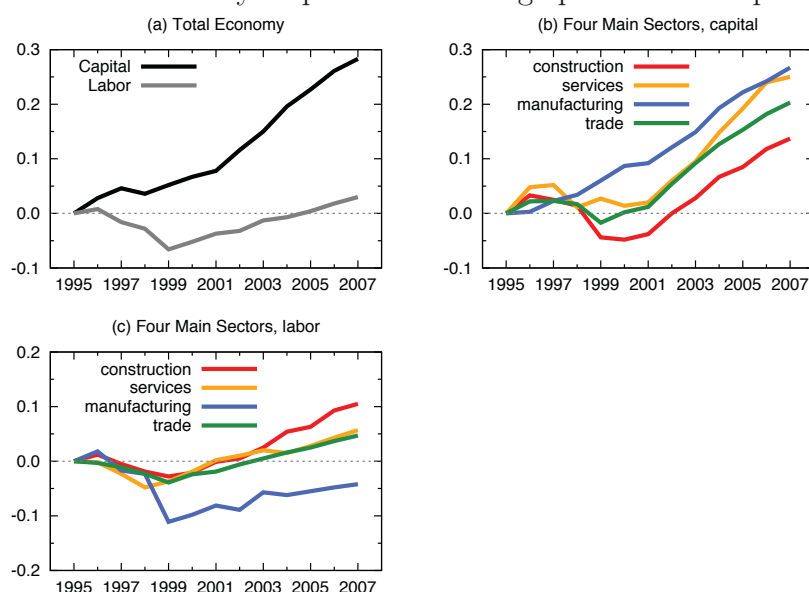 (a) Total Economy
0.3
0.2
0.1
0.0
-0.1
Capital
Labor
1995 1997 1999 2001 2003 2005 2007
(b) Four Main Sectors, capital
0.3
0.2
0.1
0.0
-0.1
construction
services
manufacturing
trade
1995 1997 1999 2001 2003 2005 2007
(c) Four Main Sectors, labor
0.2
0.1
0.0
-0.1
-0.2
construction
services
manufacturing
trade
1995 1997 1999 2001 2003 2005 2007